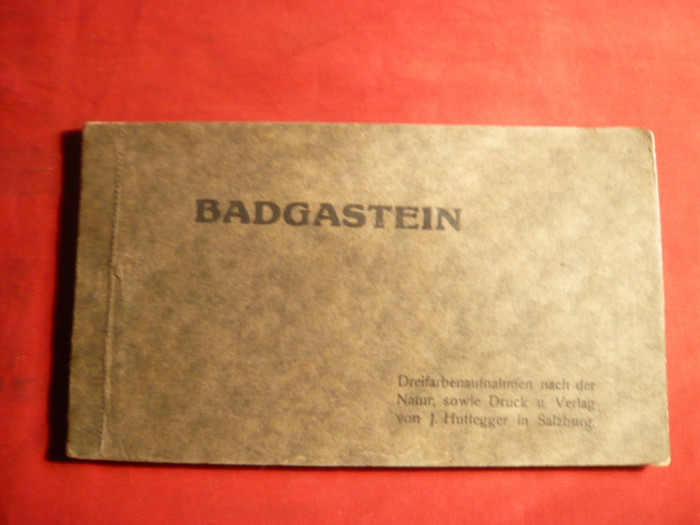 BADGASTEIN
Dreifarbenaufnahmen nach der
Natur, sowie Druck u. Verlag
von J. Huttegger in Salzburg.